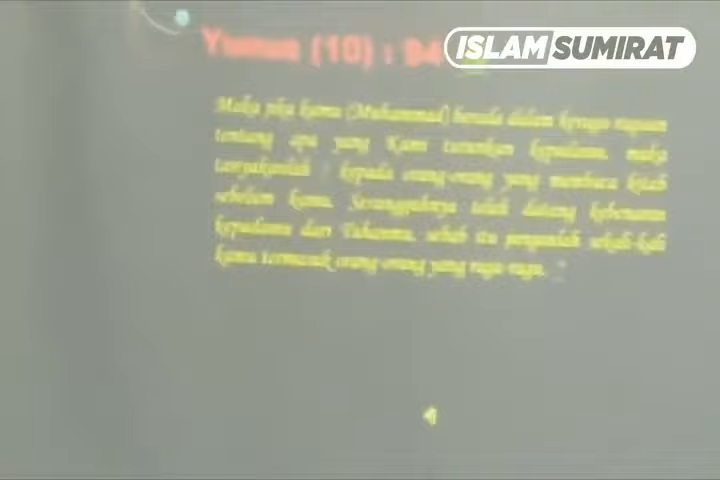 Yunus (10) : 94
ISLAM SUMIRAT
Maka jika kamu (Muhammad) berada dalam keragu-raguan
tentang apa yang Kami turunkan kepadamu, maka
tanyakanlah kepada orang-orang yang membaca kitab
sebelum kamu. Sesungguhnya telah datang kebenaran
kepadamu dari Tuhanmu, sebab itu janganlah sekali-kali
kamu termasuk orang-orang yang ragu-ragu.